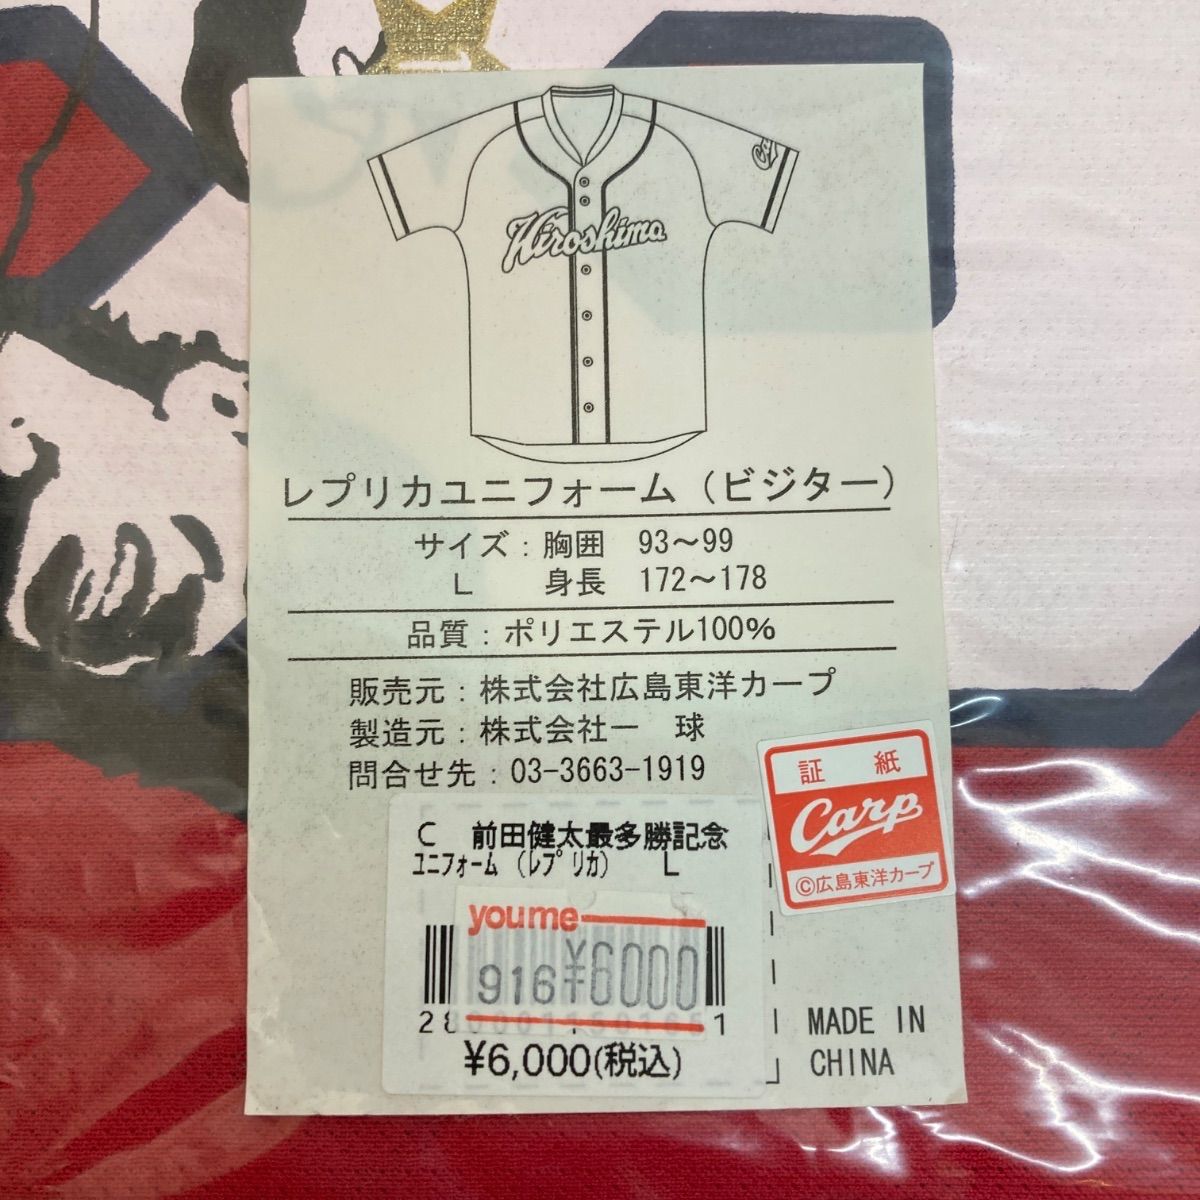 Hiroshima
レプリカユニフォーム（ビジター）
サイズ：胸囲　93～99
L　身長　172～178
品質：ポリエステル100%
販売元：株式会社広島東洋カープ
製造元：株式会社一　球
問合せ先：03-3663-1919
証　紙
Carp
©広島東洋カープ
C　前田健太最多勝記念
ユニフォーム（レプリカ）　L
youme
916 ¥6000
¥6,000(税込)
MADE IN
CHINA